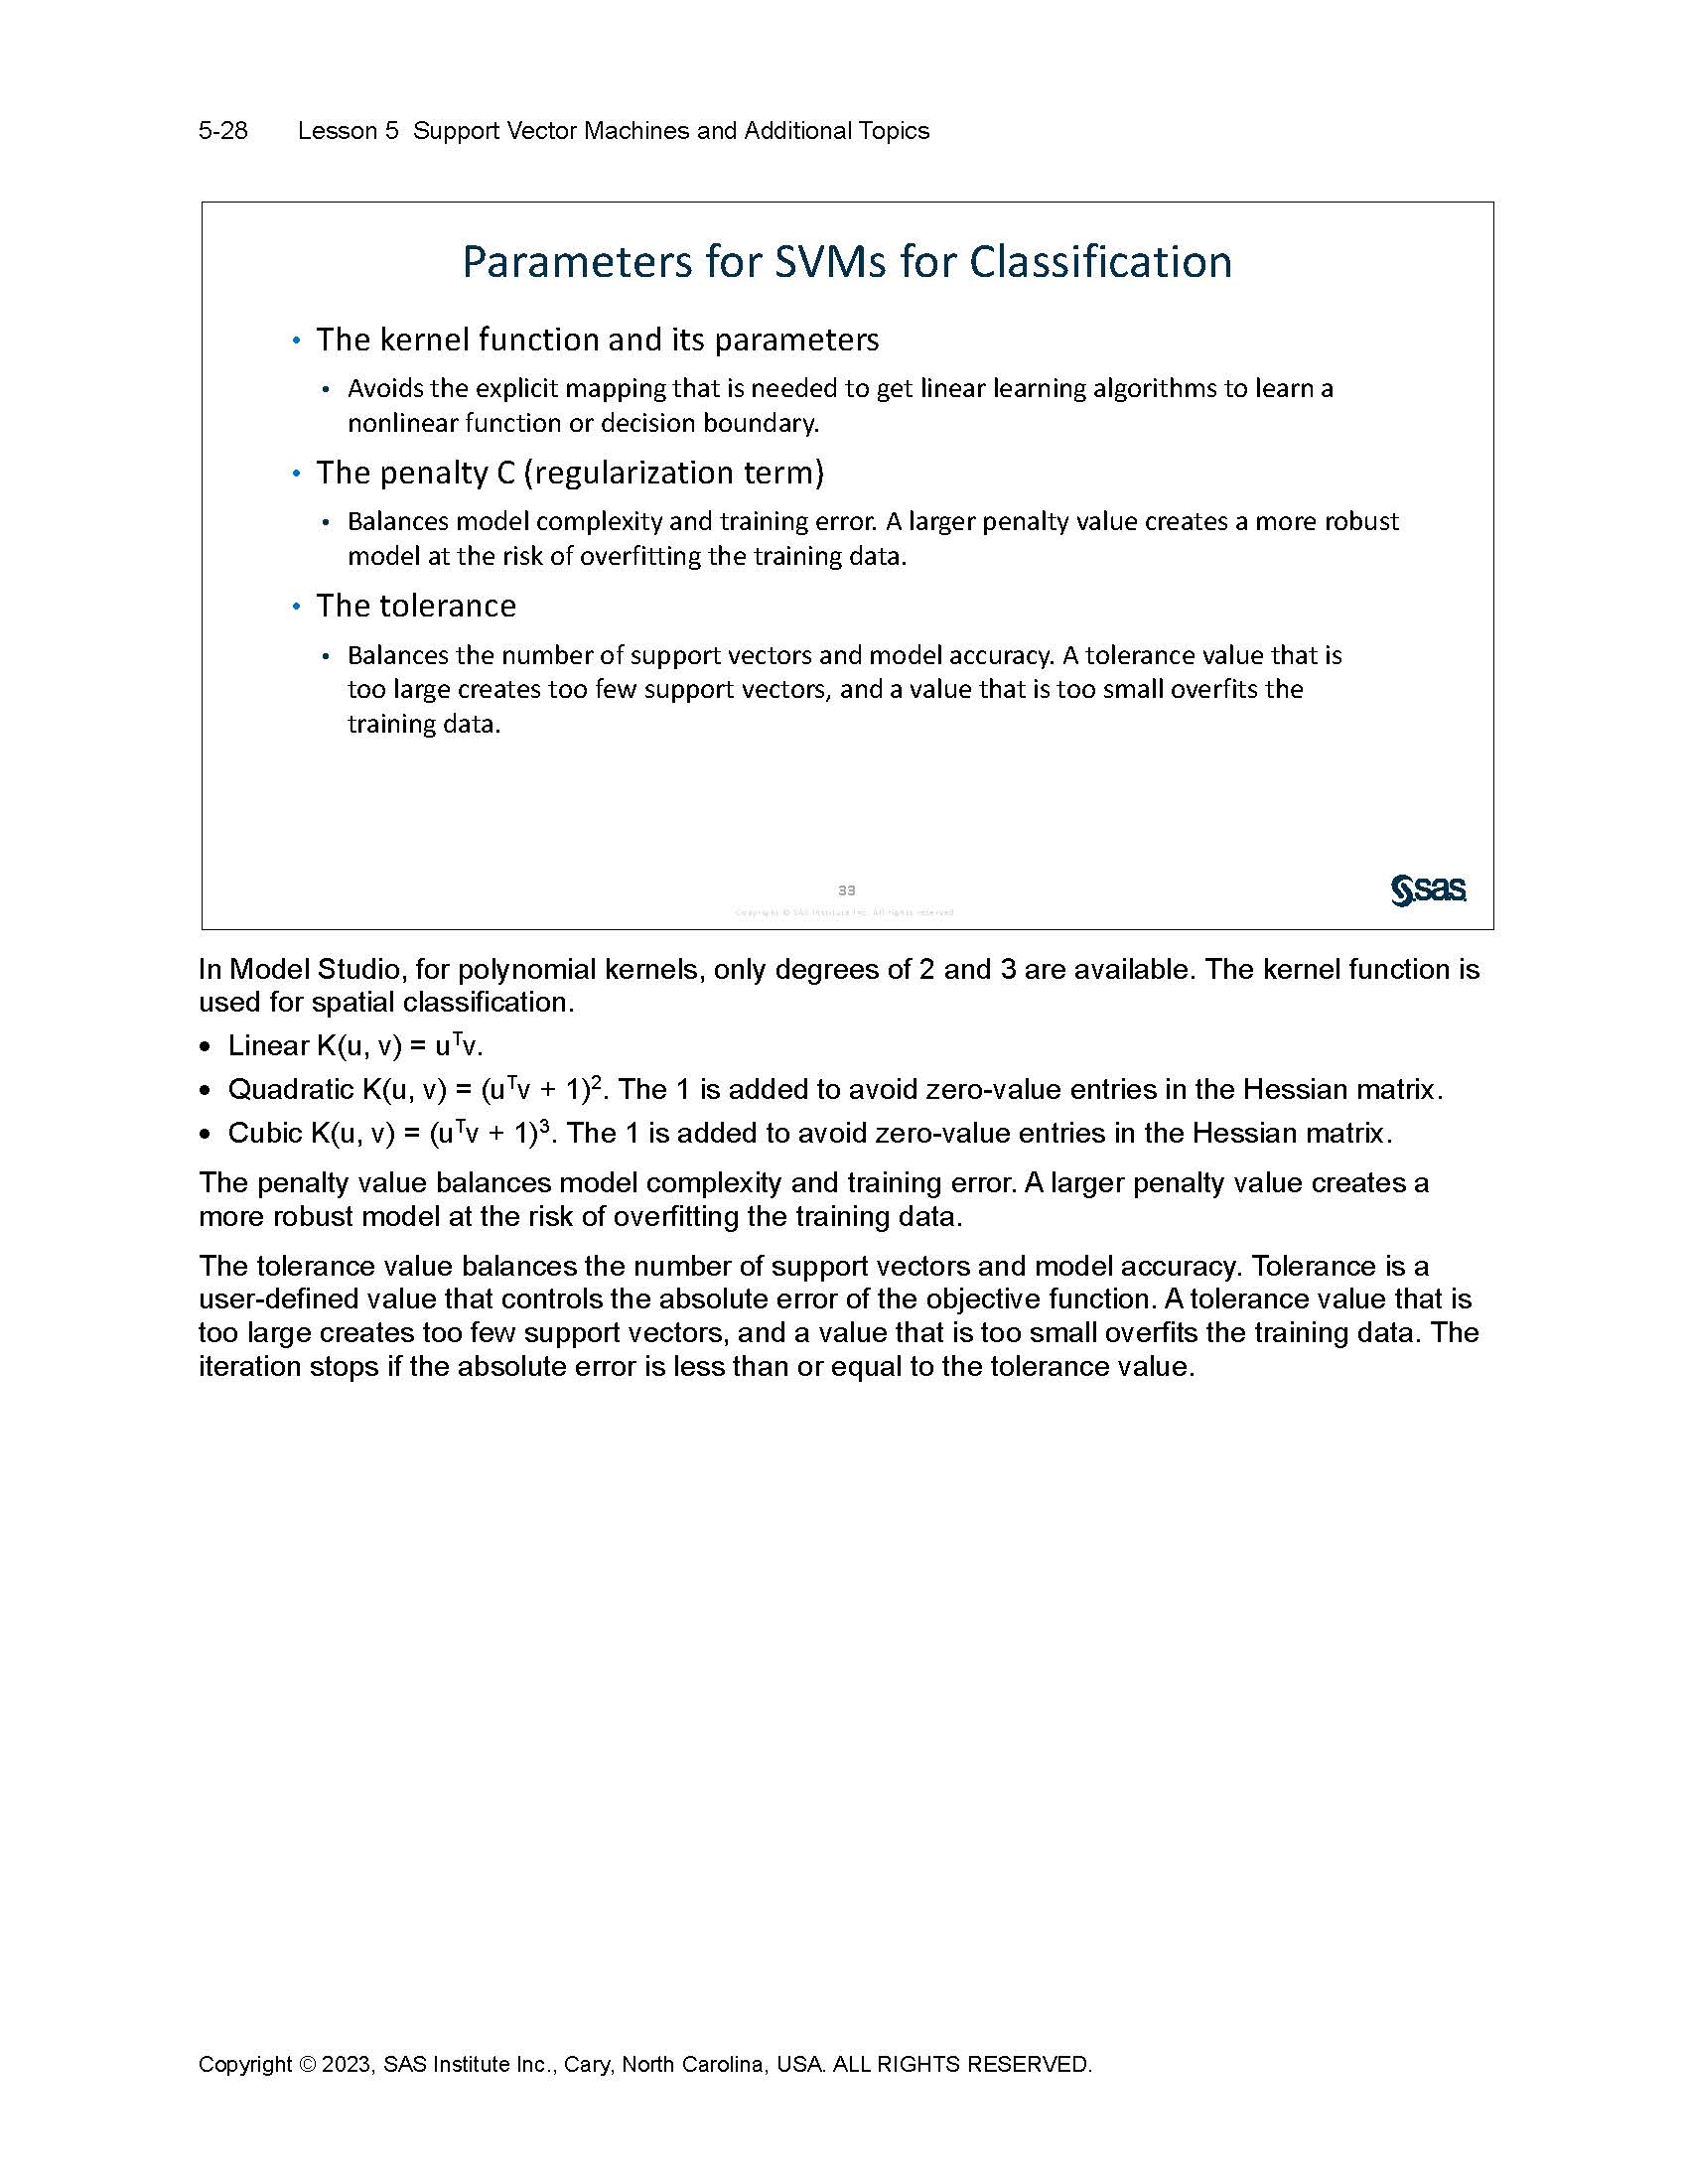 5-28 Lesson 5 Support Vector Machines and Additional Topics
Parameters for SVMs for Classification
• The kernel function and its parameters
• Avoids the explicit mapping that is needed to get linear learning algorithms to learn a
nonlinear function or decision boundary.
• The penalty C (regularization term)
• Balances model complexity and training error. A larger penalty value creates a more robust
model at the risk of overfitting the training data.
• The tolerance
• Balances the number of support vectors and model accuracy. A tolerance value that is
too large creates too few support vectors, and a value that is too small overfits the
training data.
33
Copyright © SAS Institute Inc. All rights reserved.
sas
In Model Studio, for polynomial kernels, only degrees of 2 and 3 are available. The kernel function is
used for spatial classification.
• Linear K(u, v) = uᵀv.
• Quadratic K(u, v) = (uᵀv + 1)². The 1 is added to avoid zero-value entries in the Hessian matrix.
• Cubic K(u, v) = (uᵀv + 1)³. The 1 is added to avoid zero-value entries in the Hessian matrix.
The penalty value balances model complexity and training error. A larger penalty value creates a
more robust model at the risk of overfitting the training data.
The tolerance value balances the number of support vectors and model accuracy. Tolerance is a
user-defined value that controls the absolute error of the objective function. A tolerance value that is
too large creates too few support vectors, and a value that is too small overfits the training data. The
iteration stops if the absolute error is less than or equal to the tolerance value.
Copyright © 2023, SAS Institute Inc., Cary, North Carolina, USA. ALL RIGHTS RESERVED.